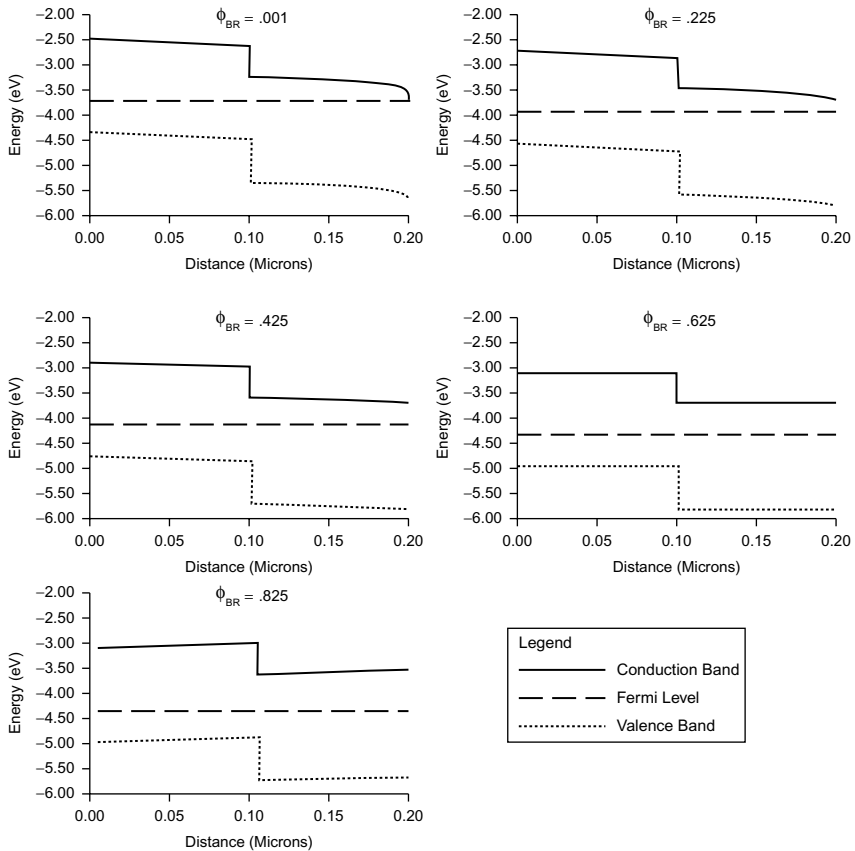 ϕBR = .001
−2.00
−2.50
−3.00
−3.50
−4.00
−4.50
−5.00
−5.50
−6.00
Energy (eV)
0.00 0.05 0.10 0.15 0.20
Distance (Microns)
ϕBR = .225
−2.00
−2.50
−3.00
−3.50
−4.00
−4.50
−5.00
−5.50
−6.00
Energy (eV)
0.00 0.05 0.10 0.15 0.20
Distance (Microns)
ϕBR = .425
−2.00
−2.50
−3.00
−3.50
−4.00
−4.50
−5.00
−5.50
−6.00
Energy (eV)
0.00 0.05 0.10 0.15 0.20
Distance (Microns)
ϕBR = .625
−2.00
−2.50
−3.00
−3.50
−4.00
−4.50
−5.00
−5.50
−6.00
Energy (eV)
0.00 0.05 0.10 0.15 0.20
Distance (Microns)
ϕBR = .825
−2.00
−2.50
−3.00
−3.50
−4.00
−4.50
−5.00
−5.50
−6.00
Energy (eV)
0.00 0.05 0.10 0.15 0.20
Distance (Microns)
Legend
Conduction Band
Fermi Level
Valence Band